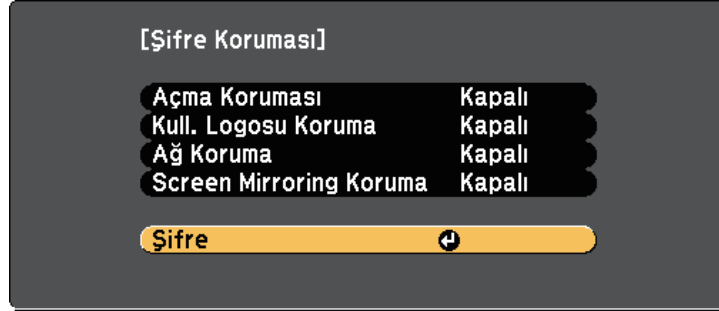 [Şifre Koruması]
Açma Koruması Kapalı
Kull. Logosu Koruma Kapalı
Ağ Koruma Kapalı
Screen Mirroring Koruma Kapalı
Şifre